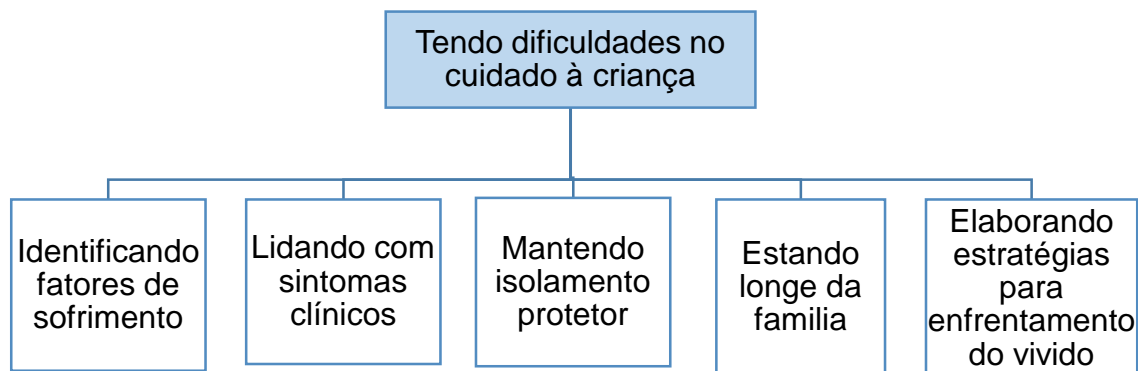 Tendo dificuldades no
cuidado à criança
Identificando
fatores de
sofrimento
Lidando com
sintomas
clínicos
Mantendo
isolamento
protetor
Estando
longe da
familia
Elaborando
estratégias
para
enfrentamento
do vivido